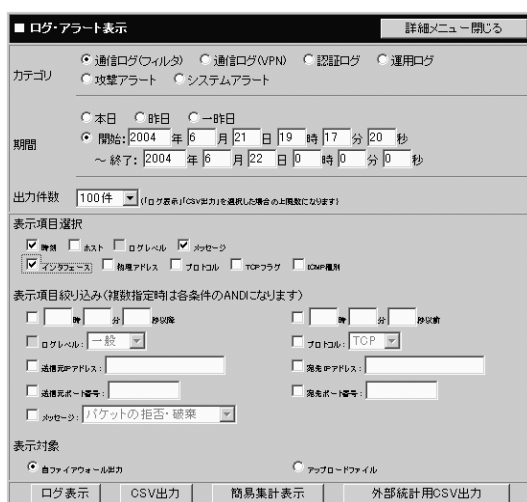 ■ ログ・アラート表示 詳細メニュー閉じる
カテゴリ
通信ログ(フィルタ) 通信ログ(VPN) 認証ログ 運用ログ
攻撃アラート システムアラート
期間
本日 昨日 一昨日
開始: 2004 年 6 月 21 日 19 時 17 分 20 秒
～ 終了: 2004 年 6 月 22 日 0 時 0 分 0 秒
出力件数 100件 (「ログ表示」「CSV出力」を選択した場合の上限数になります)
表示項目選択
時刻 ホスト ログレベル メッセージ
インタフェース 物理アドレス プロトコル TCPフラグ ICMP種別
表示項目絞り込み(複数指定時は各条件のANDになります)
時 分 秒以降 時 分 秒以前
ログレベル: 一般 プロトコル: TCP
送信元IPアドレス: 宛先IPアドレス:
送信元ポート番号: 宛先ポート番号:
メッセージ: パケットの拒否・破棄
表示対象
自ファイアウォール出力 アップロードファイル
ログ表示 CSV出力 簡易集計表示 外部統計用CSV出力